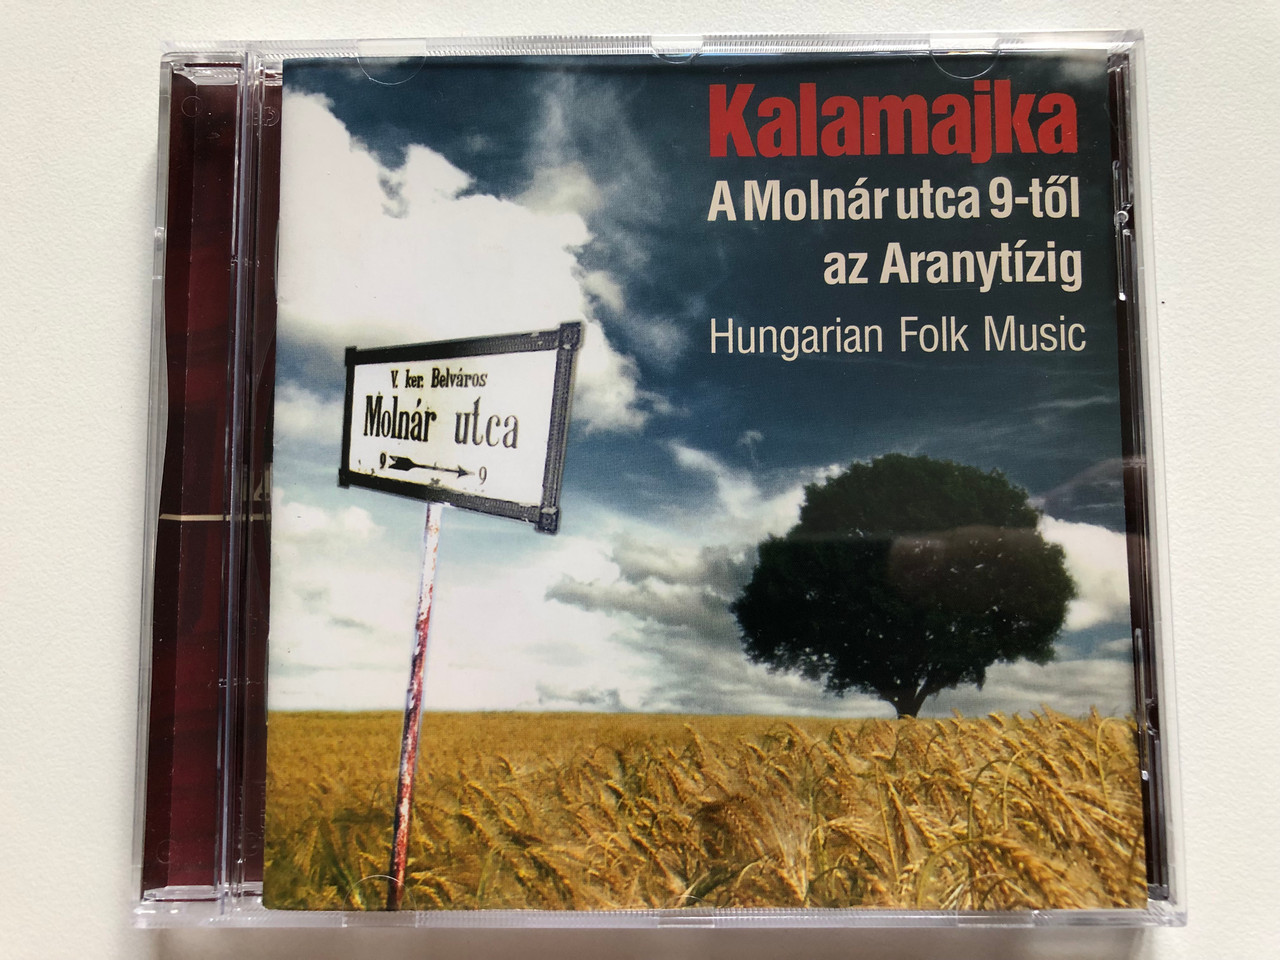 Kalamajka
A Molnár utca 9-től
az Aranytízig
Hungarian Folk Music
V. ker. Belváros
Molnár utca
9 9